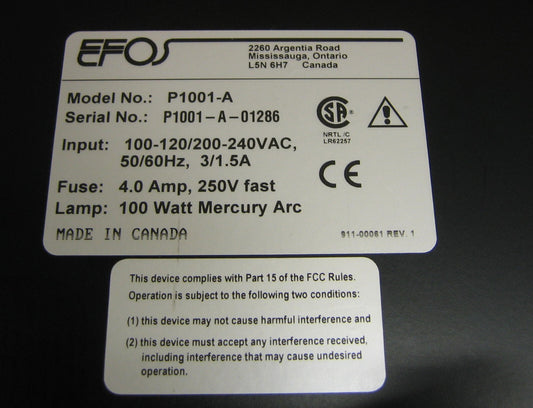 EFOS
2260 Argentia Road
Mississauga, Ontario
L5N 6H7 Canada
Model No.: P1001-A
Serial No.: P1001-A-01286
Input: 100-120/200-240VAC,
50/60Hz, 3/1.5A
Fuse: 4.0 Amp, 250V fast
Lamp: 100 Watt Mercury Arc
MADE IN CANADA
SA
NRTL/C
LR62257
CE
911-00061 REV. 1
This device complies with Part 15 of the FCC Rules.
Operation is subject to the following two conditions:
(1) this device may not cause harmful interference and
(2) this device must accept any interference received,
including interference that may cause undesired
operation.